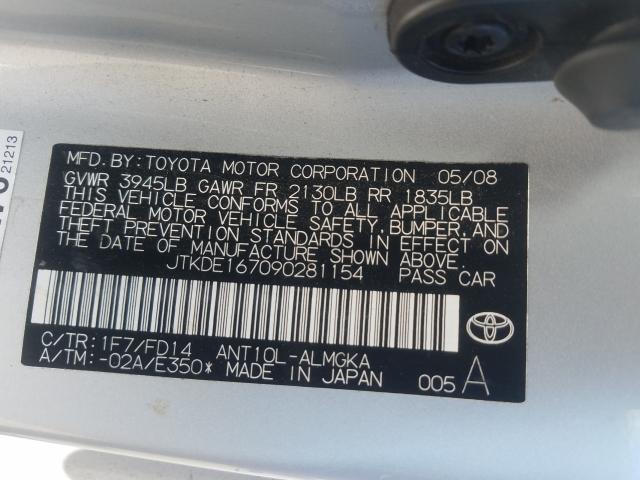 MFD. BY: TOYOTA MOTOR CORPORATION 05/08
GVWR 3945LB GAWR FR 2130LB RR 1835LB
THIS VEHICLE CONFORMS TO ALL APPLICABLE
FEDERAL MOTOR VEHICLE SAFETY, BUMPER, AND
THEFT PREVENTION STANDARDS IN EFFECT ON
THE DATE OF MANUFACTURE SHOWN ABOVE.
JTKDE167090281154 PASS CAR
C/TR: 1F7/FD14 ANT10L-ALMGKA
A/TM: -02A/E350* MADE IN JAPAN 005 A
21213